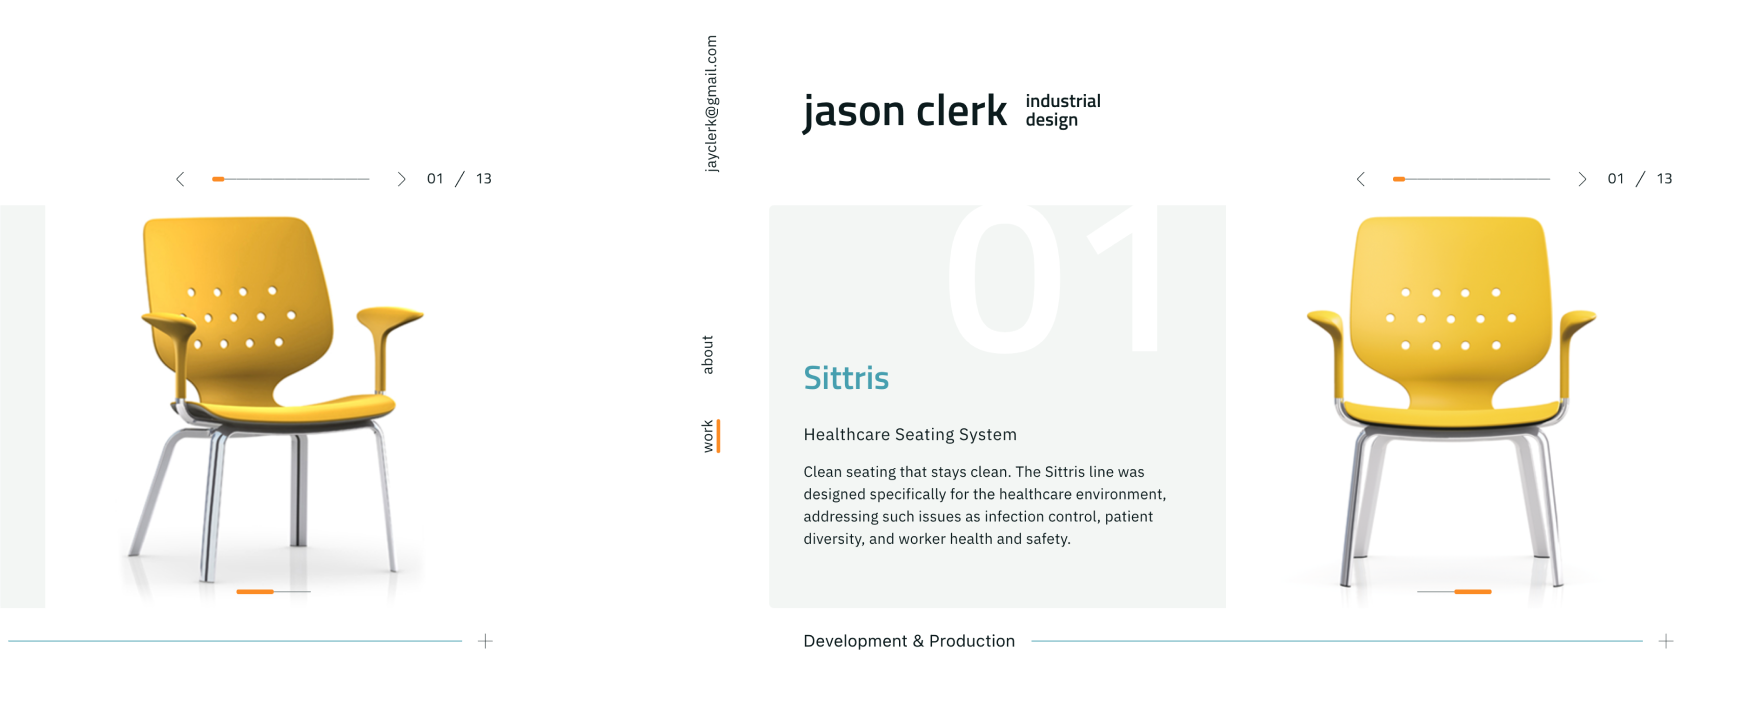 01 / 13
jayclerk@gmail.com
about
work
jason clerk
industrial
design
01 / 13
01
Sittris
Healthcare Seating System
Clean seating that stays clean. The Sittris line was
designed specifically for the healthcare environment,
addressing such issues as infection control, patient
diversity, and worker health and safety.
Development & Production